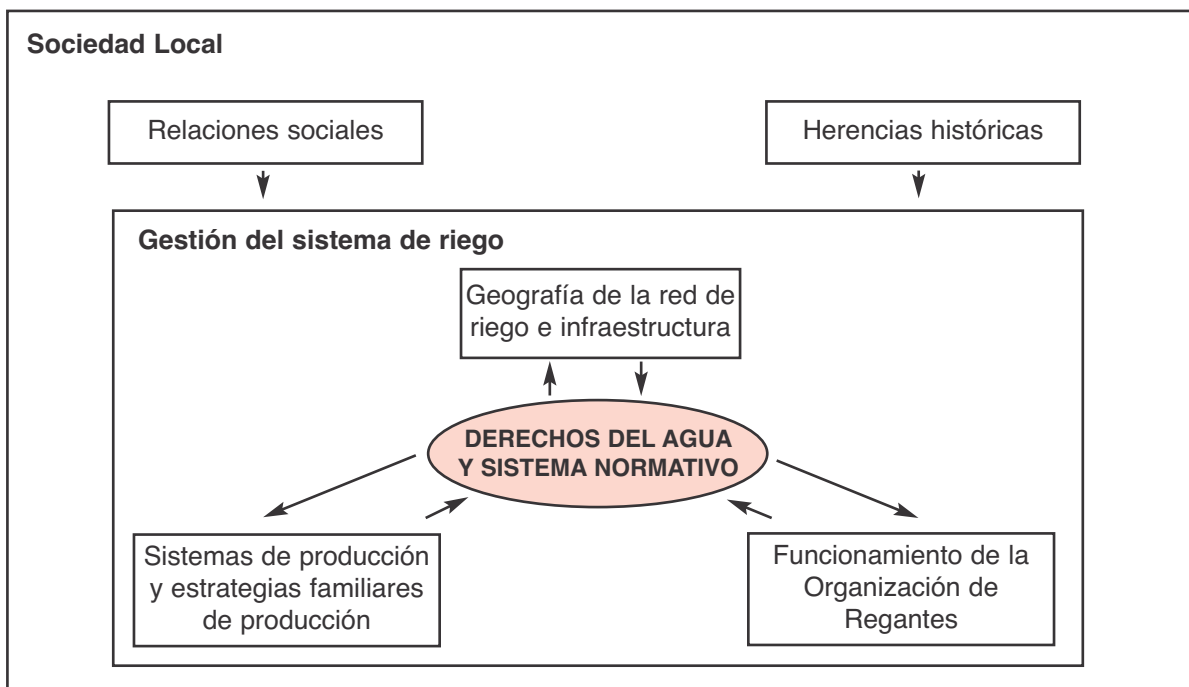 Sociedad Local
Relaciones sociales
Herencias históricas
Gestión del sistema de riego
Geografía de la red de
riego e infraestructura
DERECHOS DEL AGUA
Y SISTEMA NORMATIVO
Sistemas de producción
y estrategias familiares
de producción
Funcionamiento de la
Organización de
Regantes